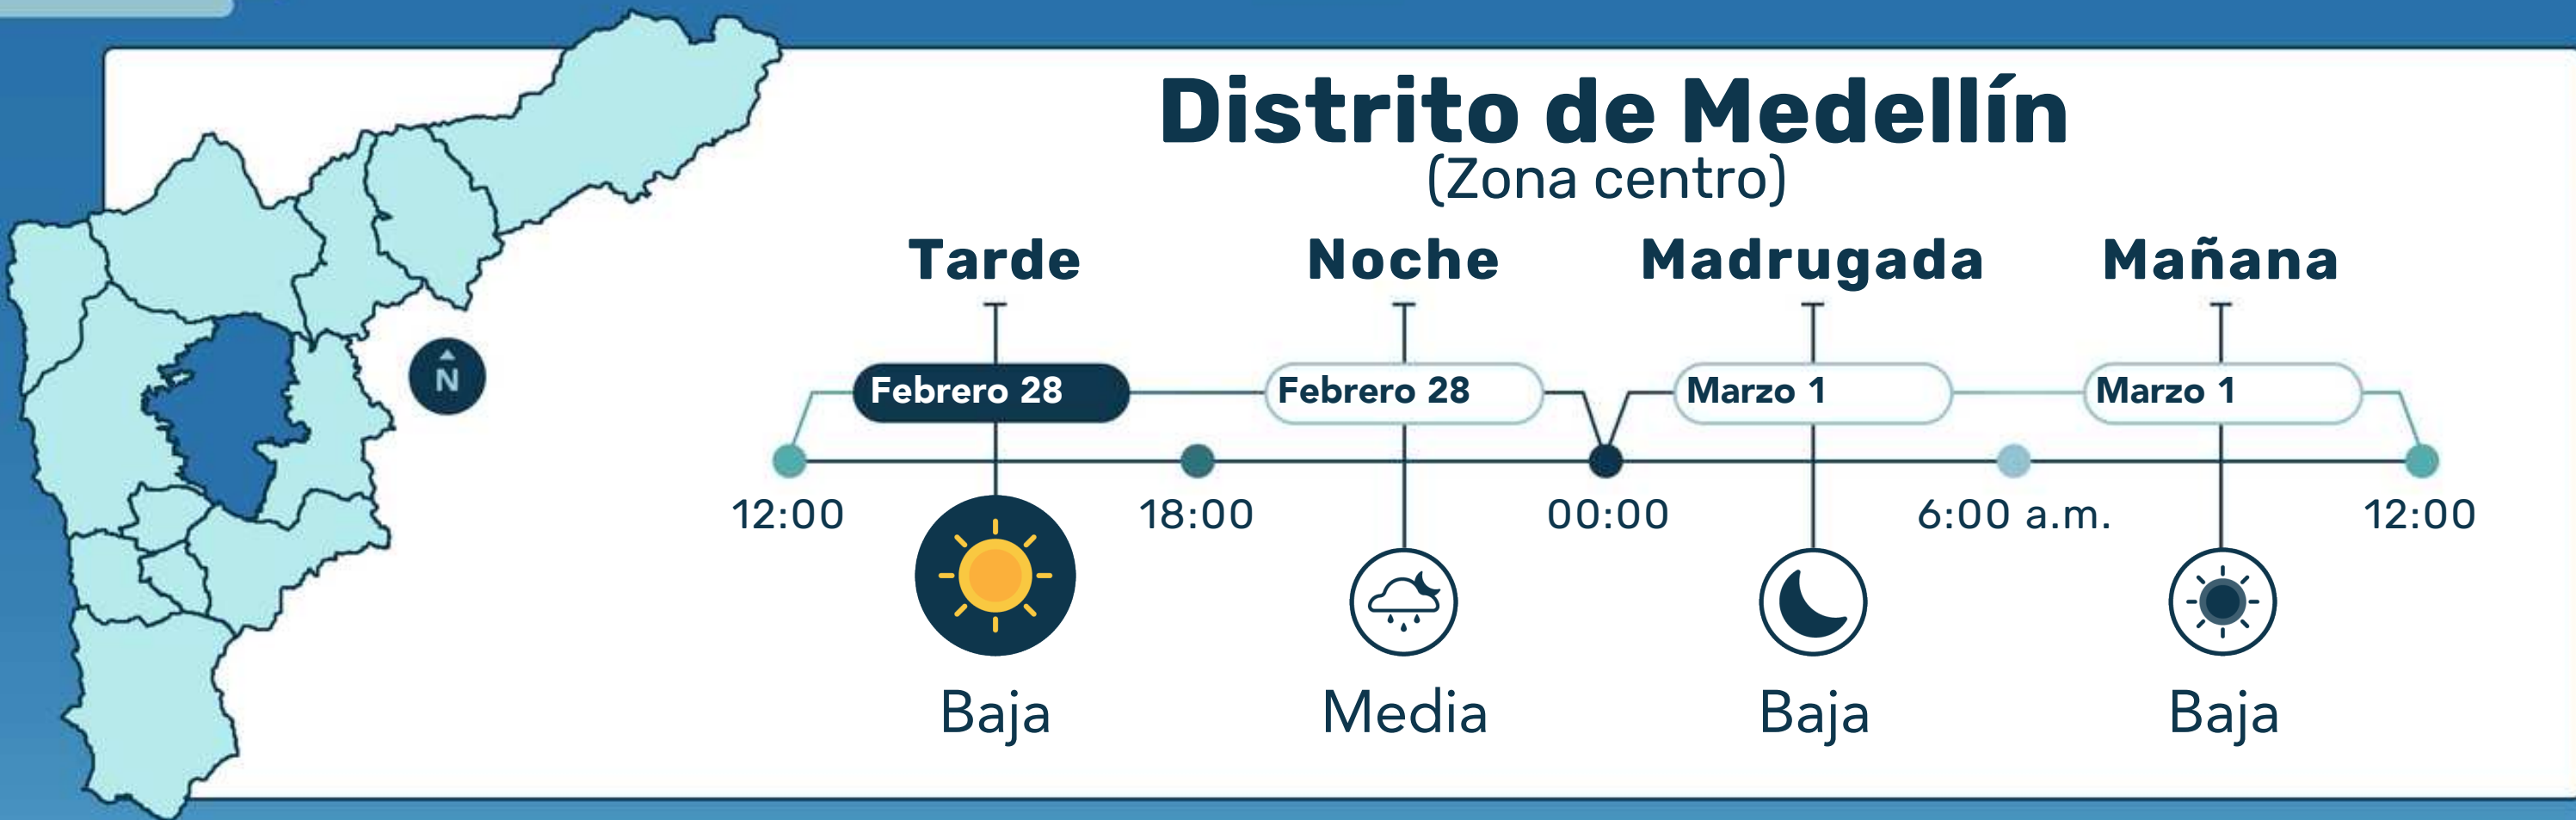 Distrito de Medellín
(Zona centro)
Tarde
Noche
Madrugada
Mañana
Febrero 28
Febrero 28
Marzo 1
Marzo 1
N
12:00
18:00
00:00
6:00 a.m.
12:00
Baja
Media
Baja
Baja